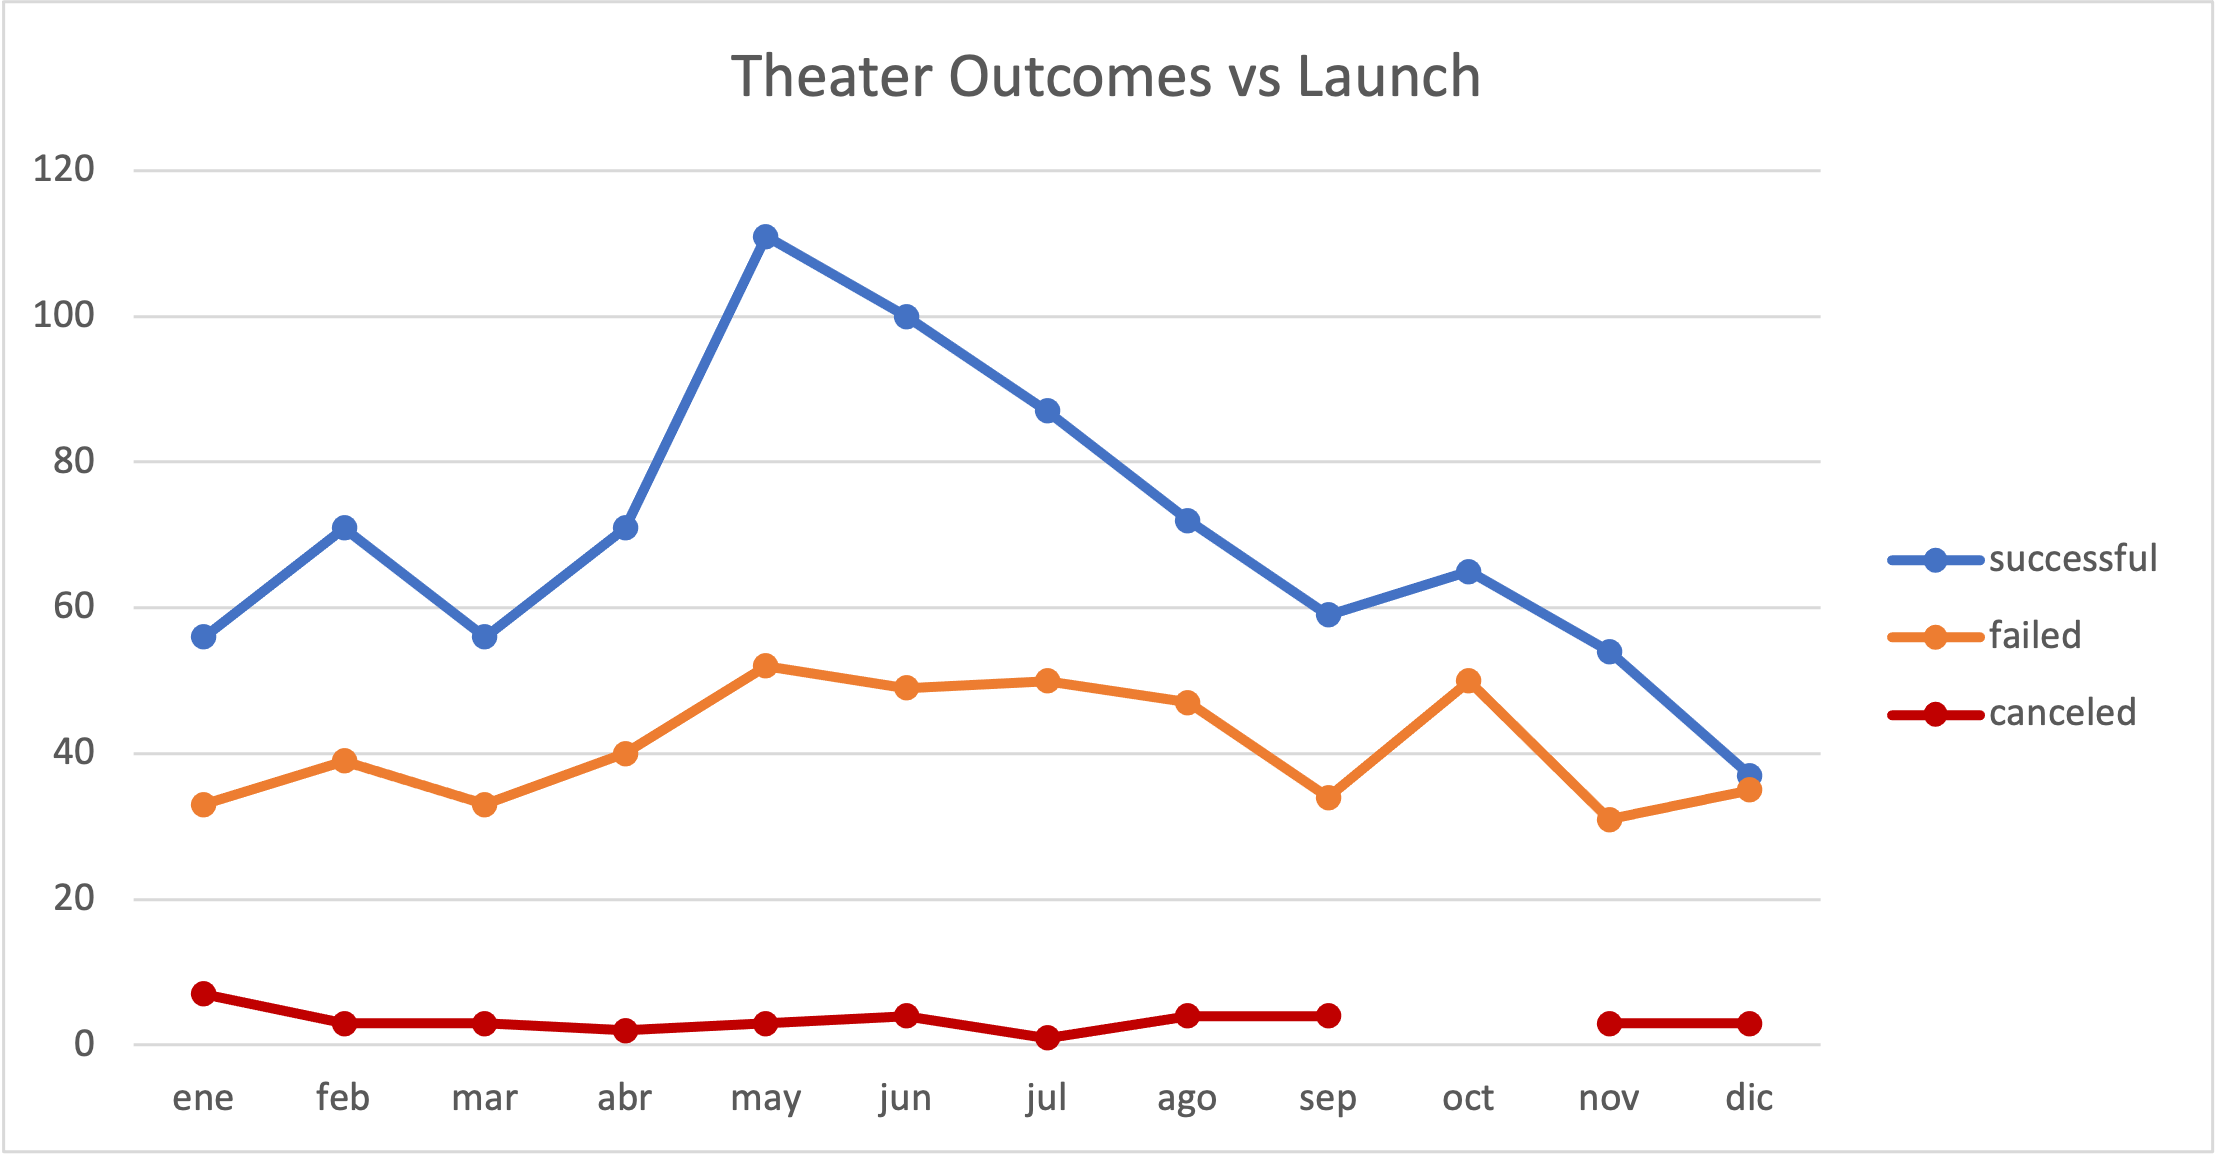 Theater Outcomes vs Launch
120
100
80
60
40
20
0
ene feb mar abr may jun jul ago sep oct nov dic
successful
failed
canceled